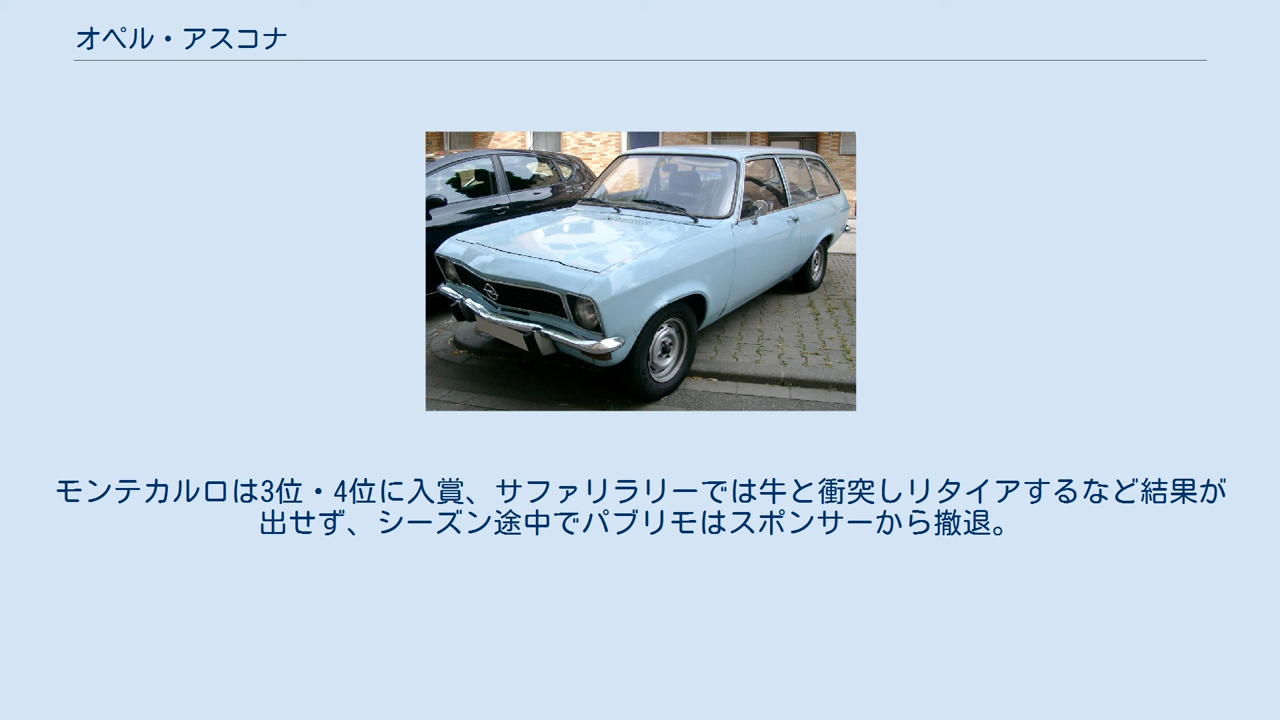 オペル・アスコナ
モンテカルロは3位・4位に入賞、サファリラリーでは牛と衝突しリタイアするなど結果が
出せず、シーズン途中でパブリモはスポンサーから撤退。